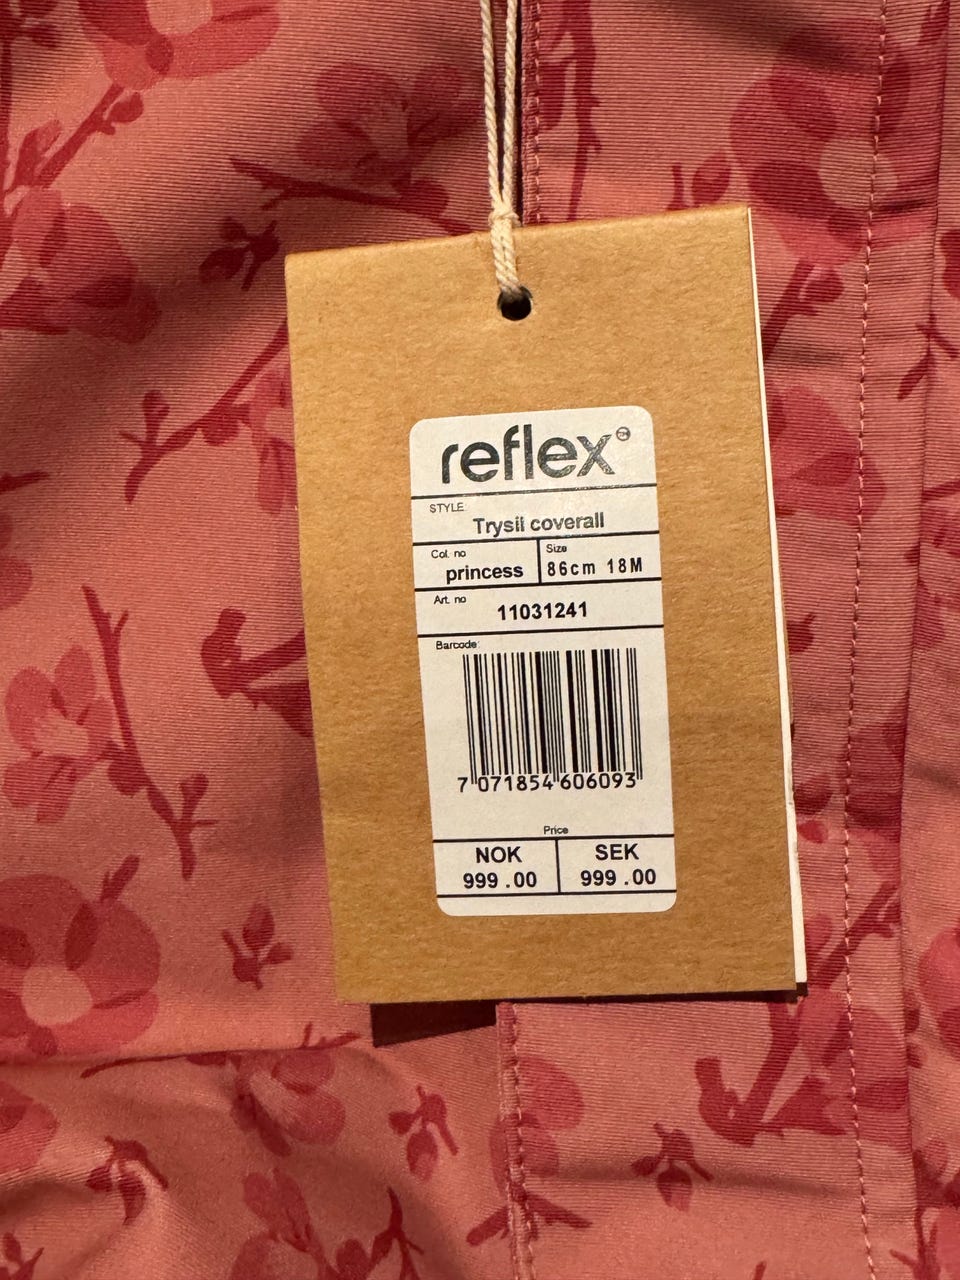 reflex
STYLE:
Trysil coverall
Col. no
princess
Size
86cm 18M
Art. no
11031241
Barcode:
7 071854 606093
Price
NOK
999 .00
SEK
999 .00